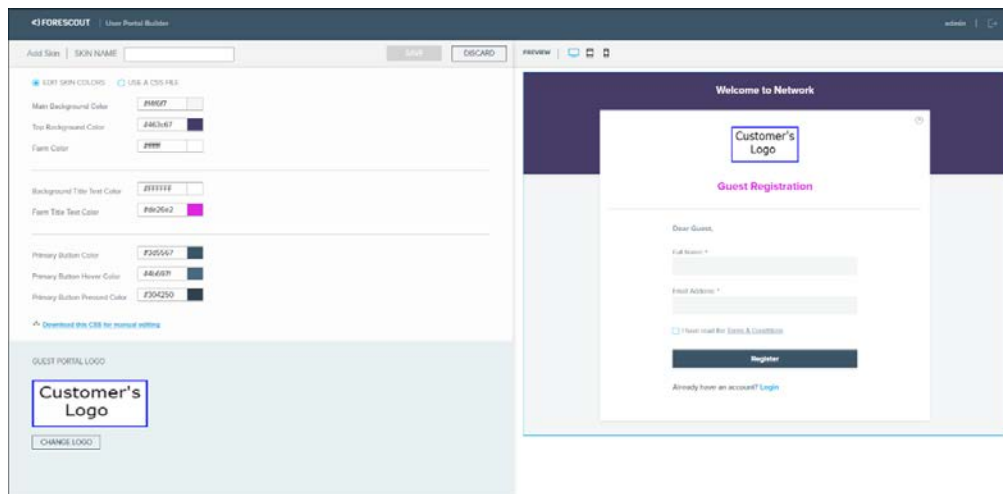 <) FORESCOUT | User Portal Builder
admin
Add Skin | SKIN NAME
SAVE
DISCARD
PREVIEW
EDIT SKIN COLORS
USE A CSS FILE
Main Background Color
Top Background Color #463c67
Form Color #ffffff
Background Title Text Color #FFFFFF
Form Title Text Color
Primary Button Color #3d5567
Primary Button Hover Color
Primary Button Pressed Color #304250
Download this CSS for manual editing
GUEST PORTAL LOGO
Customer's
Logo
CHANGE LOGO
Welcome to Network
Customer's
Logo
Guest Registration
Dear Guest,
Full Name *
Email Address *
I have read the Terms & Conditions
Register
Already have an account? Login